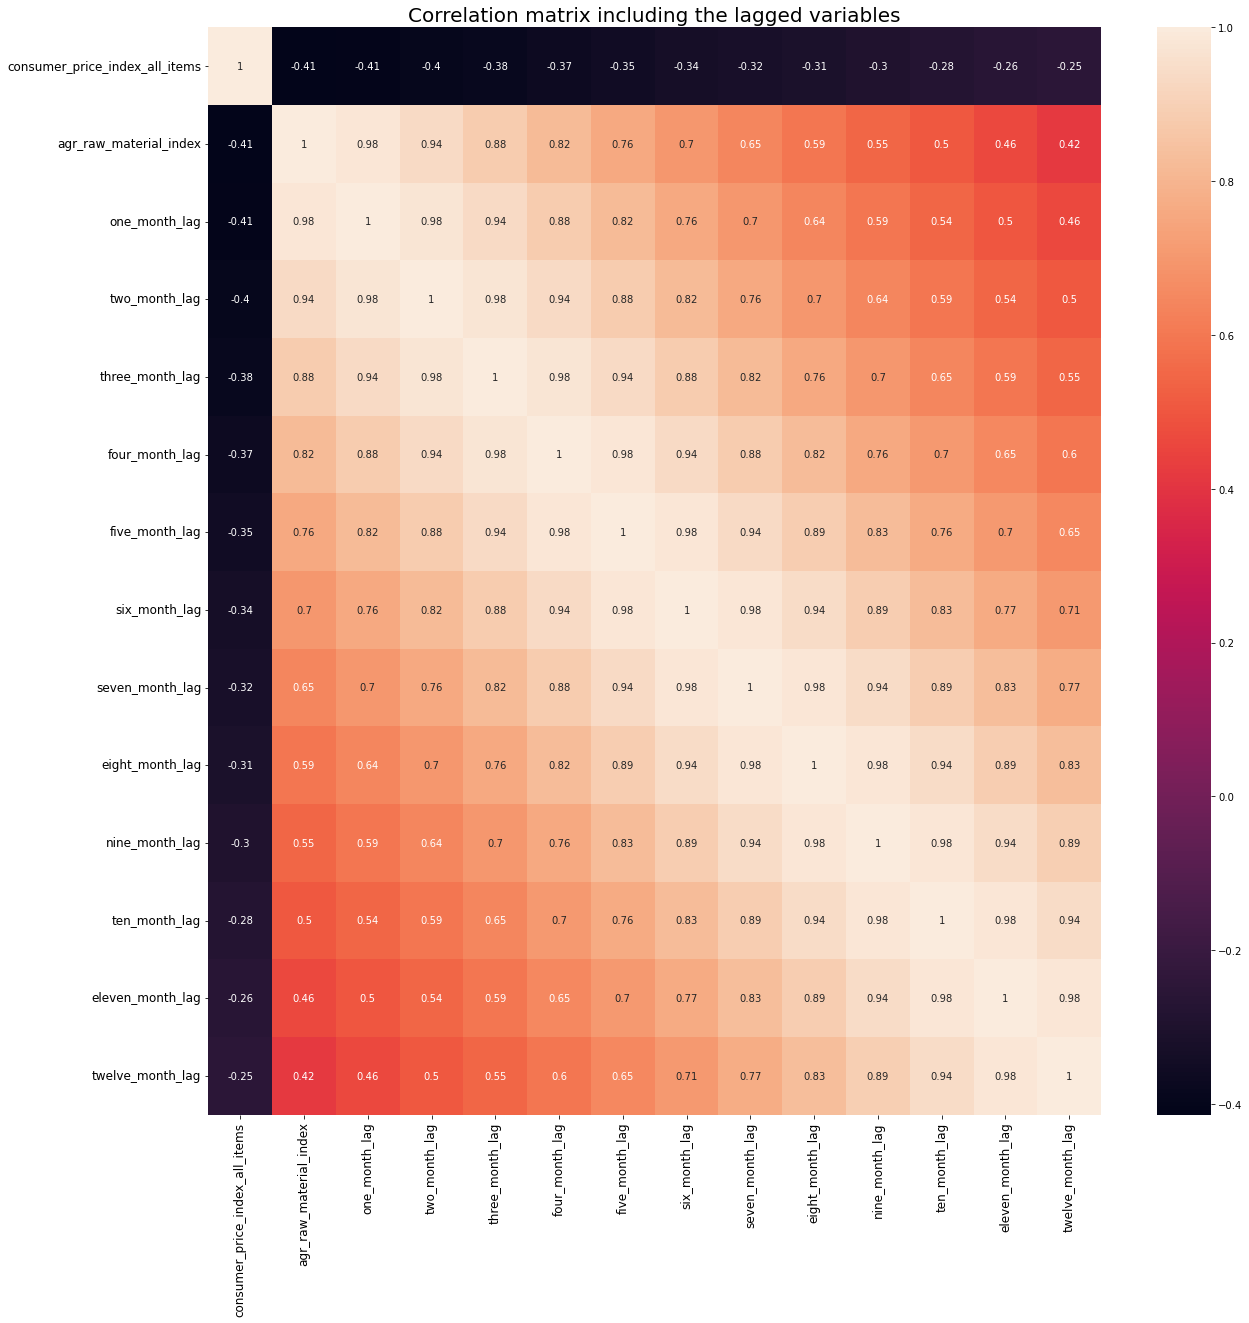 Correlation matrix including the lagged variables
consumer_price_index_all_items 1 -0.41 -0.41 -0.4 -0.38 -0.37 -0.35 -0.34 -0.32 -0.31 -0.3 -0.28 -0.26 -0.25
agr_raw_material_index -0.41 1 0.98 0.94 0.88 0.82 0.76 0.7 0.65 0.59 0.55 0.5 0.46 0.42
one_month_lag -0.41 0.98 1 0.98 0.94 0.88 0.82 0.76 0.7 0.64 0.59 0.54 0.5 0.46
two_month_lag -0.4 0.94 0.98 1 0.98 0.94 0.88 0.82 0.76 0.7 0.64 0.59 0.54 0.5
three_month_lag -0.38 0.88 0.94 0.98 1 0.98 0.94 0.88 0.82 0.76 0.7 0.65 0.59 0.55
four_month_lag -0.37 0.82 0.88 0.94 0.98 1 0.98 0.94 0.88 0.82 0.76 0.7 0.65 0.6
five_month_lag -0.35 0.76 0.82 0.88 0.94 0.98 1 0.98 0.94 0.89 0.83 0.76 0.7 0.65
six_month_lag -0.34 0.7 0.76 0.82 0.88 0.94 0.98 1 0.98 0.94 0.89 0.83 0.77 0.71
seven_month_lag -0.32 0.65 0.7 0.76 0.82 0.88 0.94 0.98 1 0.98 0.94 0.89 0.83 0.77
eight_month_lag -0.31 0.59 0.64 0.7 0.76 0.82 0.89 0.94 0.98 1 0.98 0.94 0.89 0.83
nine_month_lag -0.3 0.55 0.59 0.64 0.7 0.76 0.83 0.89 0.94 0.98 1 0.98 0.94 0.89
ten_month_lag -0.28 0.5 0.54 0.59 0.65 0.7 0.76 0.83 0.89 0.94 0.98 1 0.98 0.94
eleven_month_lag -0.26 0.46 0.5 0.54 0.59 0.65 0.7 0.77 0.83 0.89 0.94 0.98 1 0.98
twelve_month_lag -0.25 0.42 0.46 0.5 0.55 0.6 0.65 0.71 0.77 0.83 0.89 0.94 0.98 1
consumer_price_index_all_items
agr_raw_material_index
one_month_lag
two_month_lag
three_month_lag
four_month_lag
five_month_lag
six_month_lag
seven_month_lag
eight_month_lag
nine_month_lag
ten_month_lag
eleven_month_lag
twelve_month_lag
1.0
0.8
0.6
0.4
0.2
0.0
−0.2
−0.4